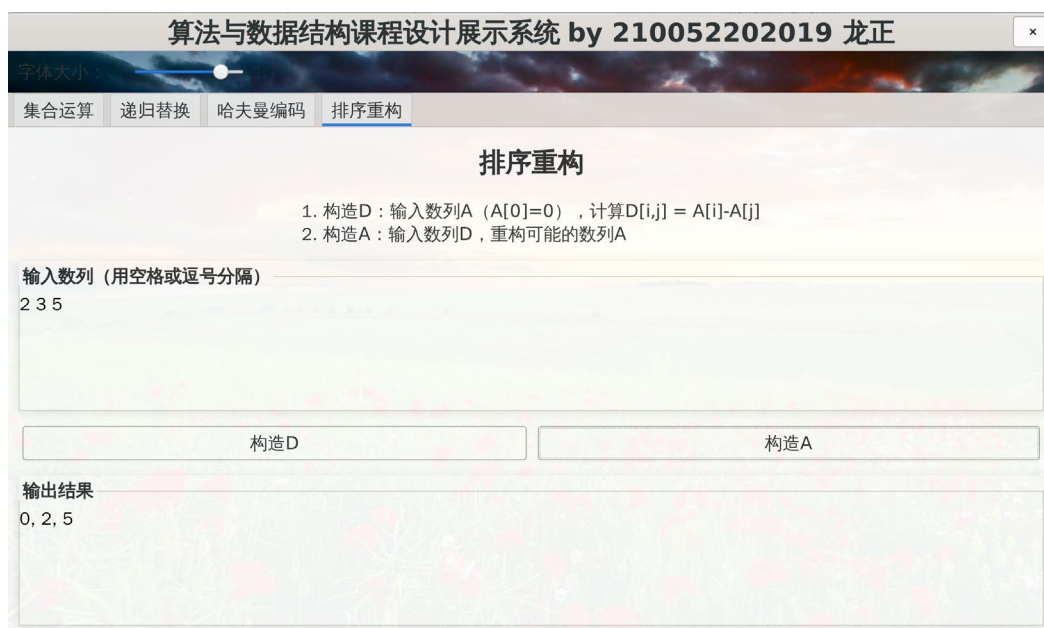 算法与数据结构课程设计展示系统 by 210052202019 龙正
×
字体大小：
集合运算 递归替换 哈夫曼编码 排序重构
排序重构
1. 构造D：输入数列A（A[0]=0），计算D[i,j] = A[i]-A[j]
2. 构造A：输入数列D，重构可能的数列A
输入数列（用空格或逗号分隔）
2 3 5
构造D 构造A
输出结果
0, 2, 5